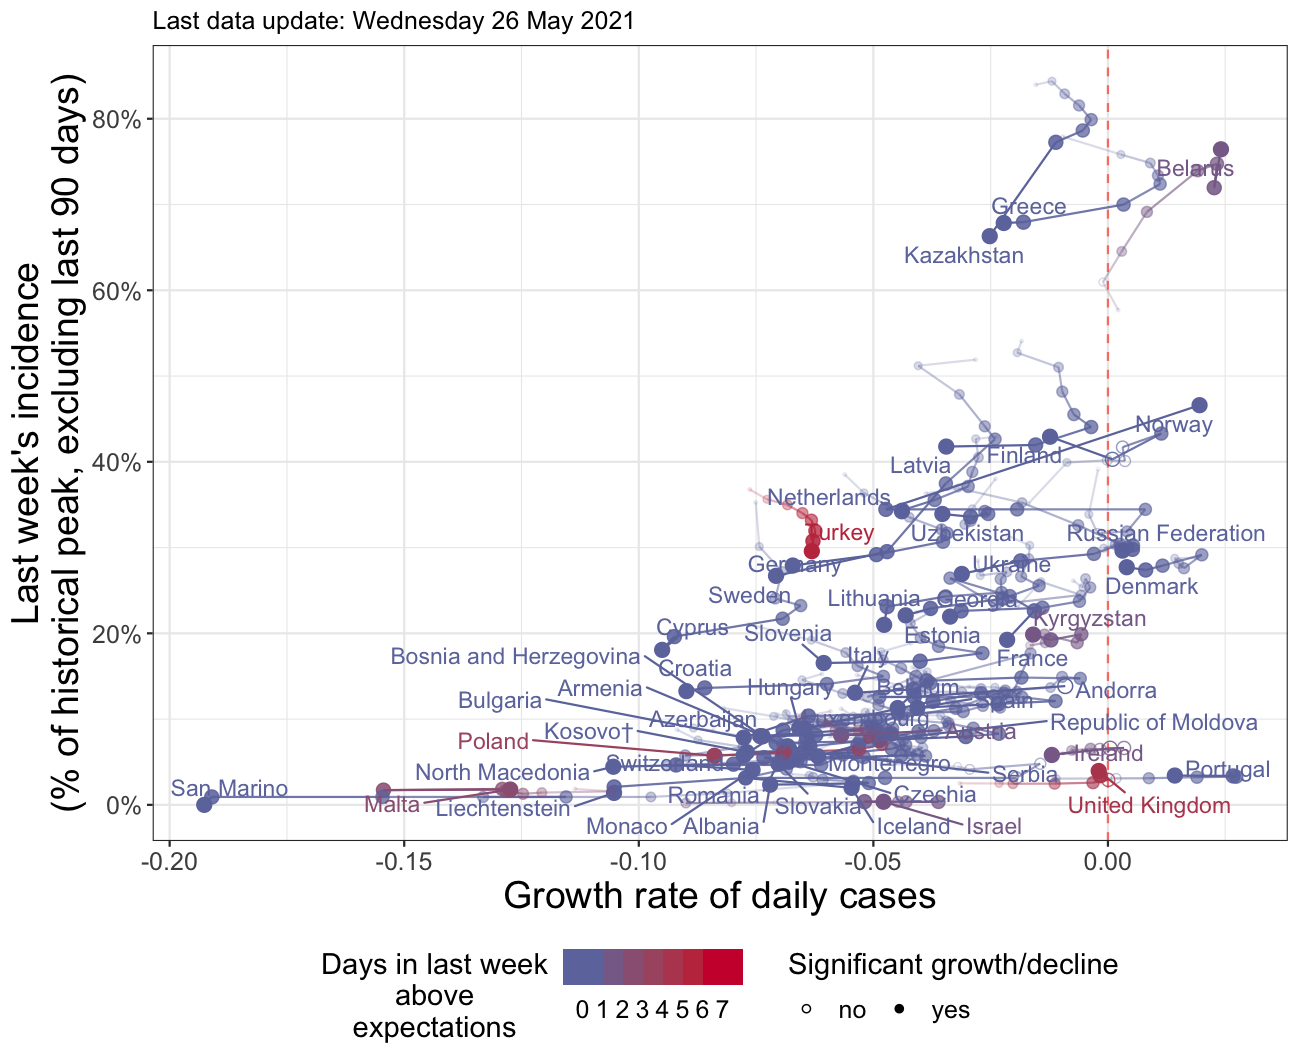 Last data update: Wednesday 26 May 2021
Last week's incidence
(% of historical peak, excluding last 90 days)
80%
60%
40%
20%
0%
Belarus
Greece
Kazakhstan
Norway
Finland
Latvia
Netherlands
Turkey
Uzbekistan
Russian Federation
Germany
Ukraine
Denmark
Sweden
Lithuania
Georgia
Kyrgyzstan
Cyprus
Slovenia
Estonia
Bosnia and Herzegovina
Croatia
Italy
France
Armenia
Hungary
Belgium
Andorra
Bulgaria
Spain
Azerbaijan
Luxembourg
Republic of Moldova
Kosovo†
Austria
Poland
Ireland
North Macedonia
Switzerland
Montenegro
Serbia
Portugal
San Marino
Malta
Liechtenstein
Romania
Slovakia
Czechia
United Kingdom
Monaco
Albania
Iceland
Israel
-0.20
-0.15
-0.10
-0.05
0.00
Growth rate of daily cases
Days in last week
above
expectations
0 1 2 3 4 5 6 7
Significant growth/decline
no
yes